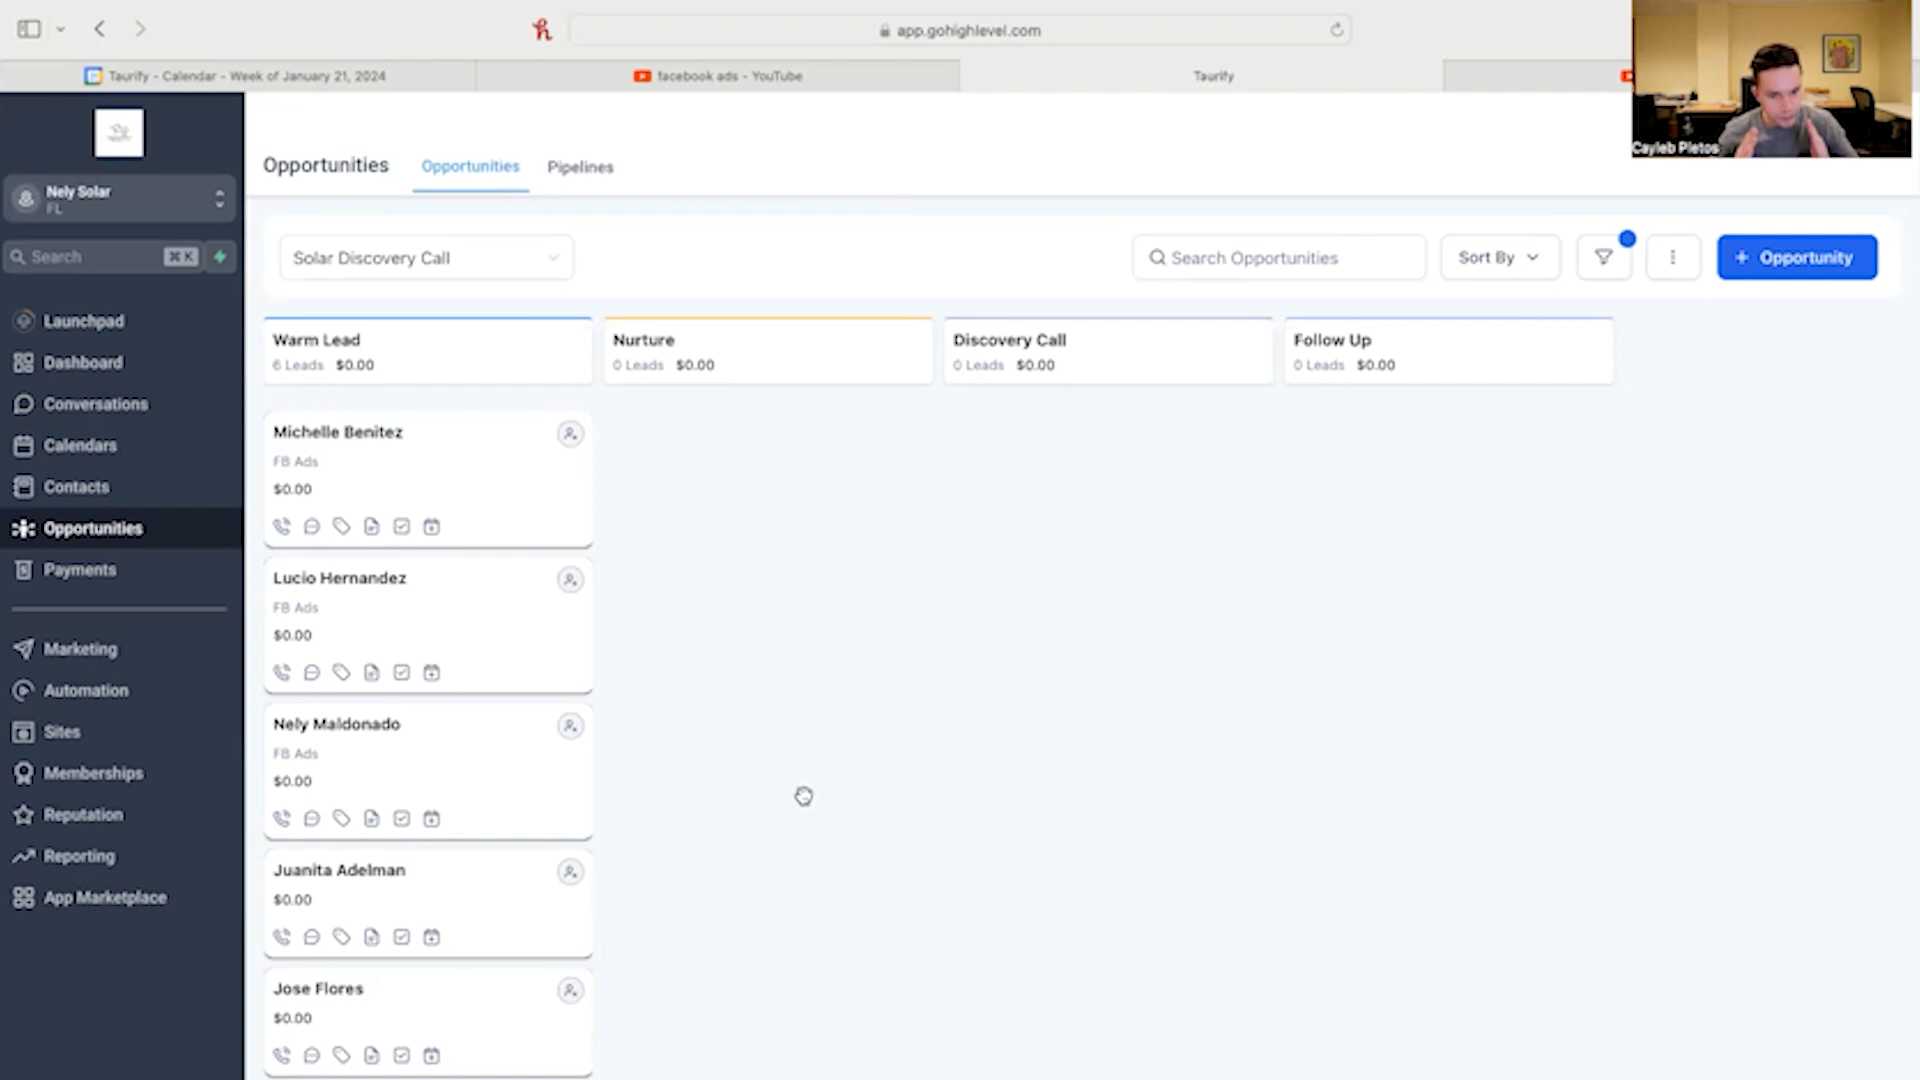 app.gohighlevel.com
Taurify - Calendar - Week of January 21, 2024
facebook ads - YouTube
Taurify
Cayleb Pletos
Nely Solar
FL
Search
⌘ K
Launchpad
Dashboard
Conversations
Calendars
Contacts
Opportunities
Payments
Marketing
Automation
Sites
Memberships
Reputation
Reporting
App Marketplace
Opportunities
Opportunities
Pipelines
Solar Discovery Call
Search Opportunities
Sort By
+ Opportunity
Warm Lead
6 Leads $0.00
Nurture
0 Leads $0.00
Discovery Call
0 Leads $0.00
Follow Up
0 Leads $0.00
Michelle Benitez
FB Ads
$0.00
Lucio Hernandez
FB Ads
$0.00
Nely Maldonado
FB Ads
$0.00
Juanita Adelman
$0.00
Jose Flores
$0.00